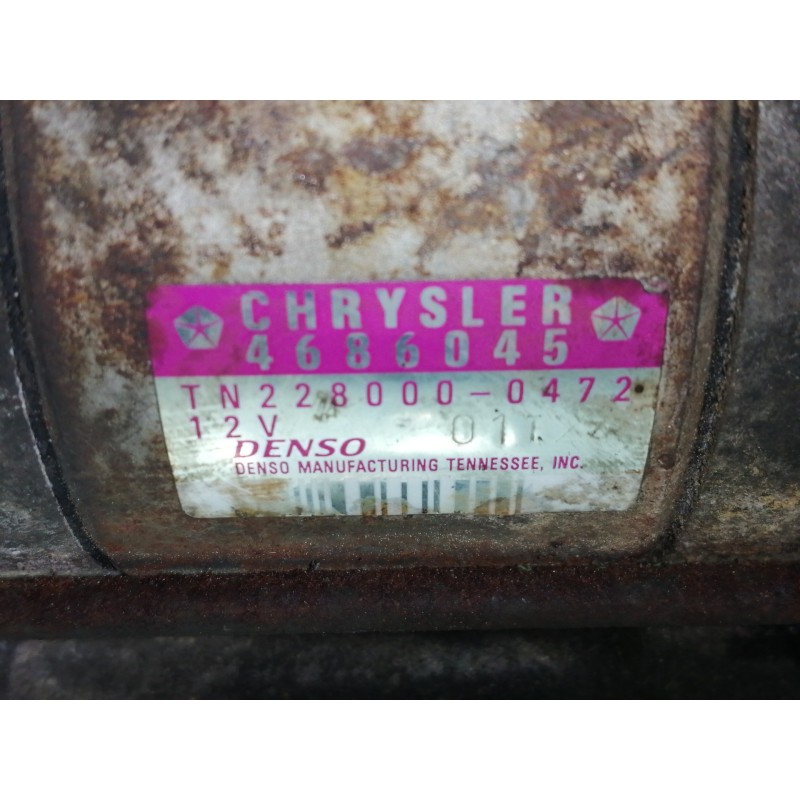 CHRYSLER
4686045
TN228000-0472
12V
DENSO
DENSO MANUFACTURING TENNESSEE, INC.